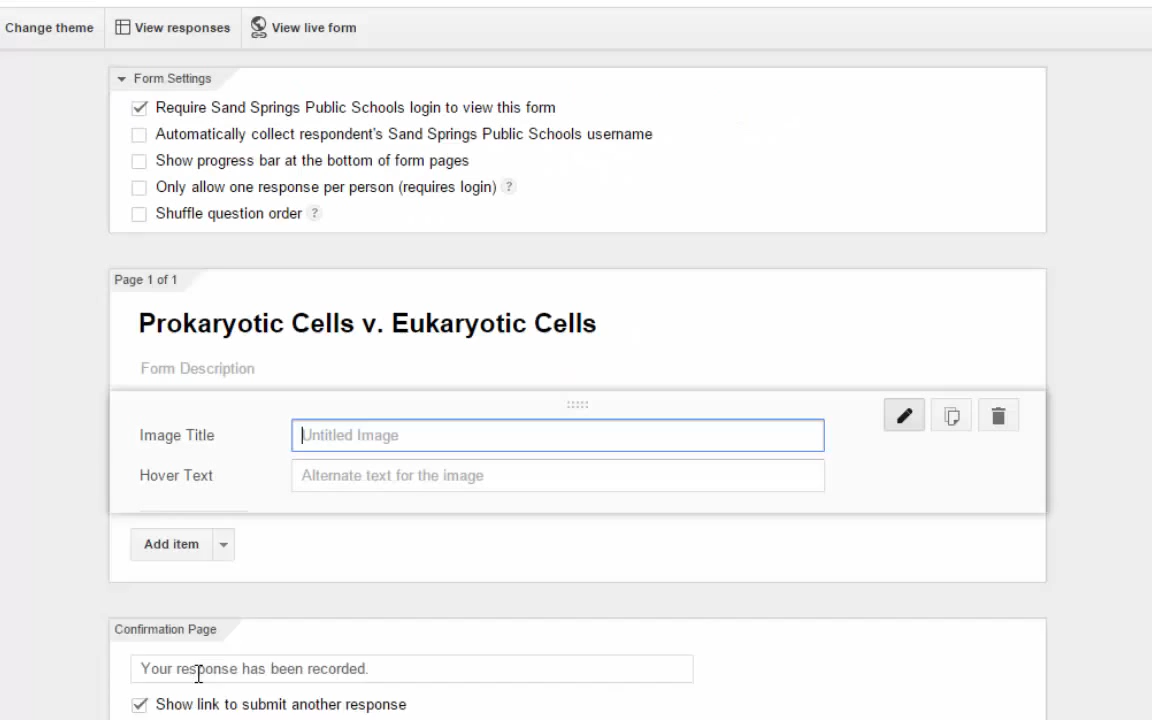 Change theme View responses View live form
Form Settings
Require Sand Springs Public Schools login to view this form
Automatically collect respondent's Sand Springs Public Schools username
Show progress bar at the bottom of form pages
Only allow one response per person (requires login) ?
Shuffle question order ?
Page 1 of 1
Prokaryotic Cells v. Eukaryotic Cells
Form Description
Image Title Untitled Image
Hover Text Alternate text for the image
Add item
Confirmation Page
Your response has been recorded.
Show link to submit another response